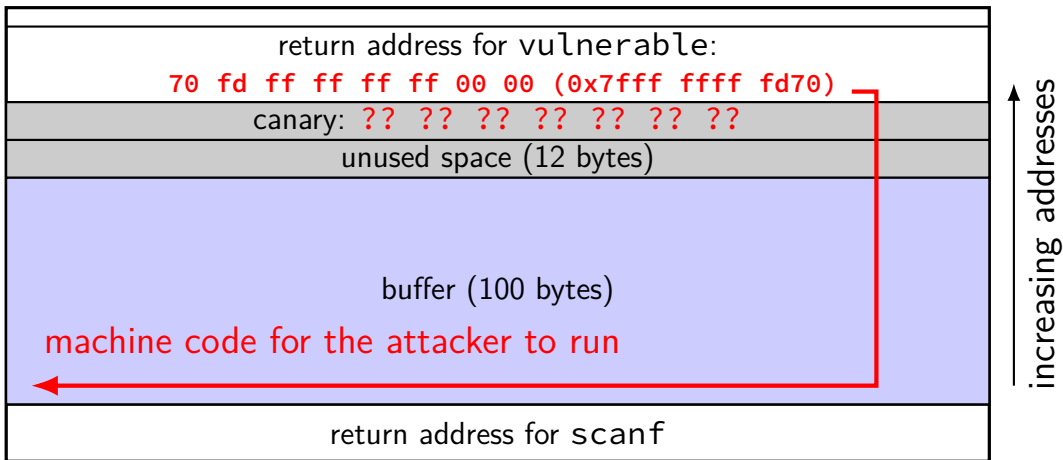 return address for vulnerable:
70 fd ff ff ff ff 00 00 (0x7fff ffff fd70)
canary: ?? ?? ?? ?? ?? ?? ??
unused space (12 bytes)
buffer (100 bytes)
machine code for the attacker to run
return address for scanf
increasing addresses